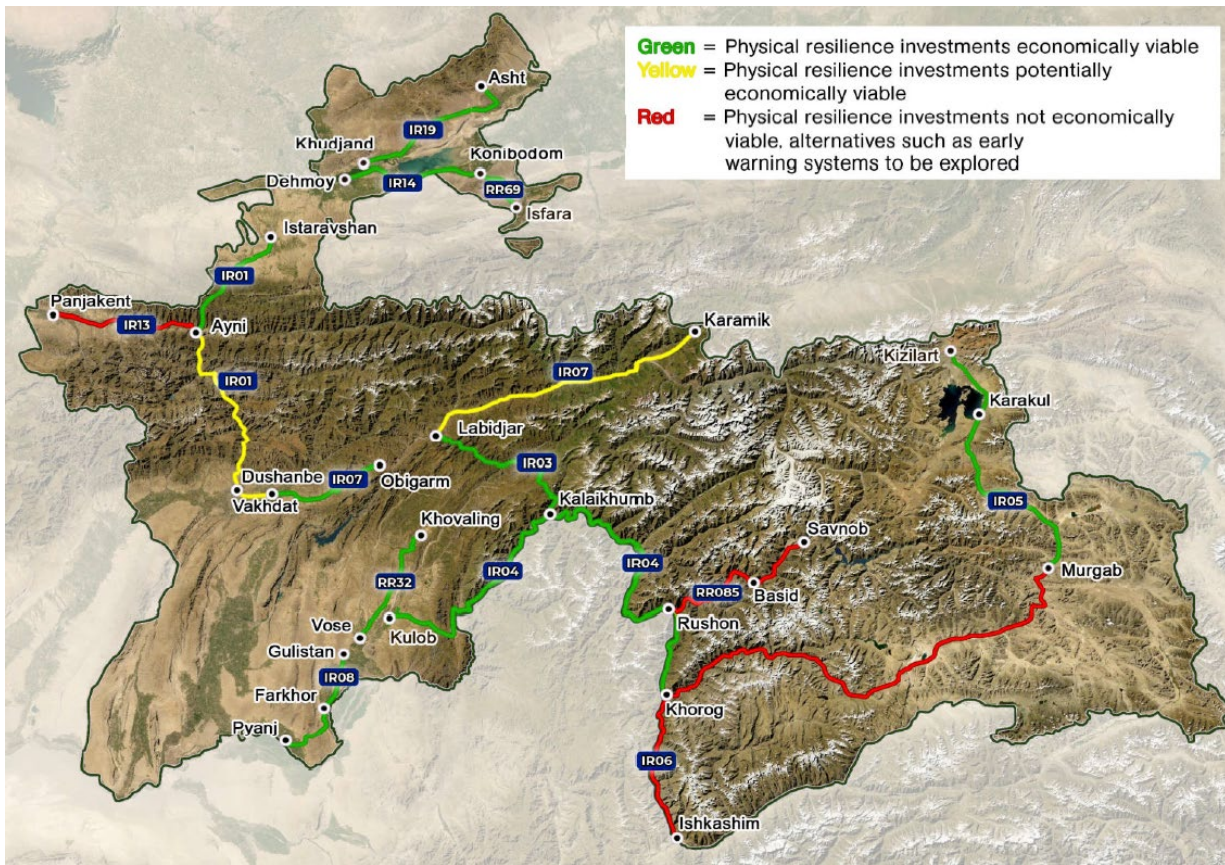 Green = Physical resilience investments economically viable
Yellow = Physical resilience investments potentially
economically viable
Red = Physical resilience investments not economically
viable, alternatives such as early
warning systems to be explored
Asht
IR19
Khudjand
Konibodom
Dehmoy
IR14
RR69
Isfara
Istaravshan
IR01
Panjakent
IR13
Ayni
Karamik
Kizilart
IR07
IR01
Karakul
Labidjar
IR03
Dushanbe
IR07
Obigarm
Vakhdat
Kalaikhumb
IR05
Khovaling
Savnob
IR04
IR04
Murgab
RR32
RR085
Basid
Rushon
Vose
Kulob
Gulistan
IR08
Farkhor
Khorog
Pyanj
IR06
Ishkashim